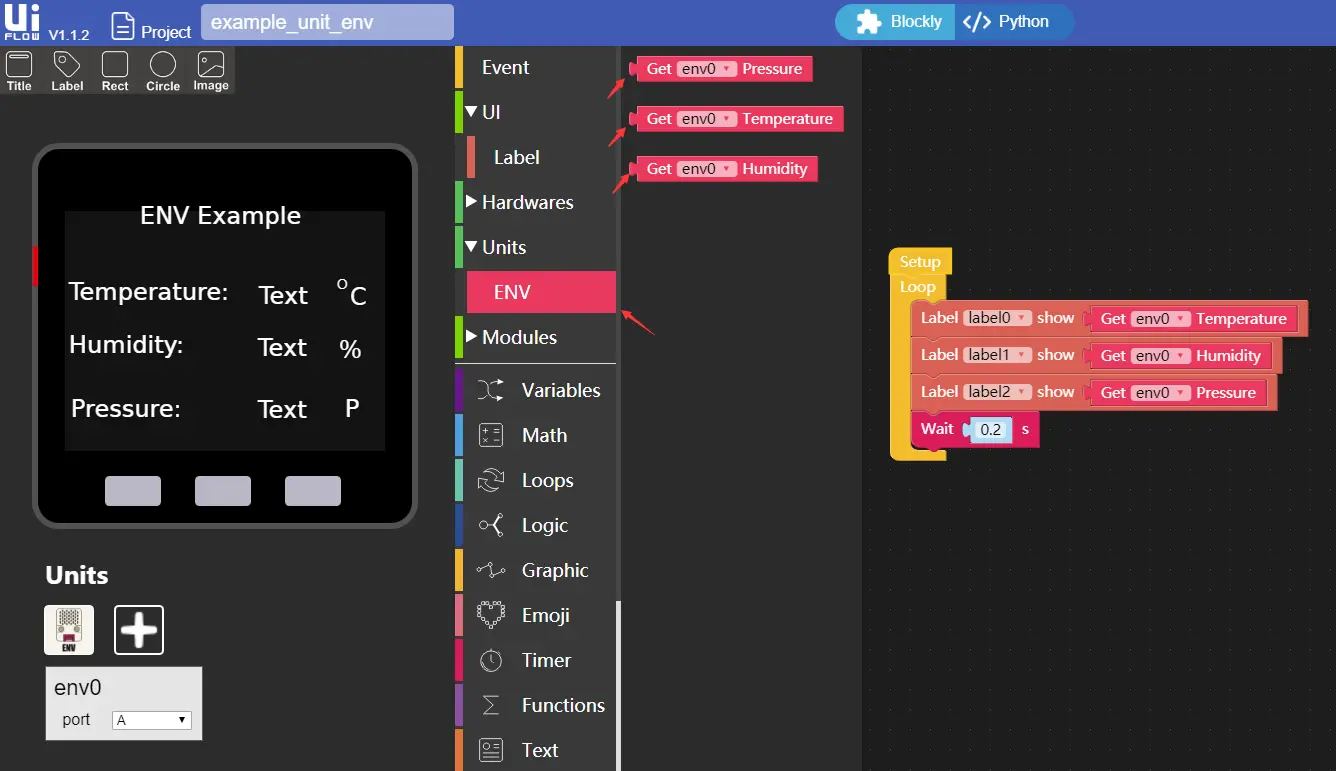 Ui
FLOW V1.1.2
Project
example_unit_env
Blockly
Python
Title
Label
Rect
Circle
Image
ENV Example
Temperature: Text °C
Humidity: Text %
Pressure: Text P
Units
ENV
env0
port A
Event
UI
Label
Hardwares
Units
ENV
Modules
Variables
Math
Loops
Logic
Graphic
Emoji
Timer
Functions
Text
Get env0 Pressure
Get env0 Temperature
Get env0 Humidity
Setup
Loop
Label label0 show Get env0 Temperature
Label label1 show Get env0 Humidity
Label label2 show Get env0 Pressure
Wait 0.2 s